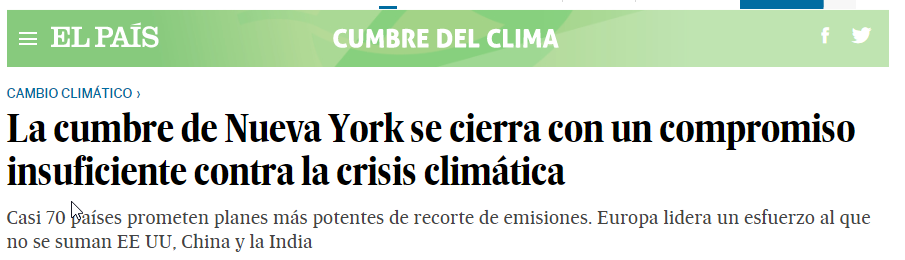 EL PAÍS
CUMBRE DEL CLIMA
CAMBIO CLIMÁTICO ›
La cumbre de Nueva York se cierra con un compromiso
insuficiente contra la crisis climática
Casi 70 países prometen planes más potentes de recorte de emisiones. Europa lidera un esfuerzo al que
no se suman EE UU, China y la India